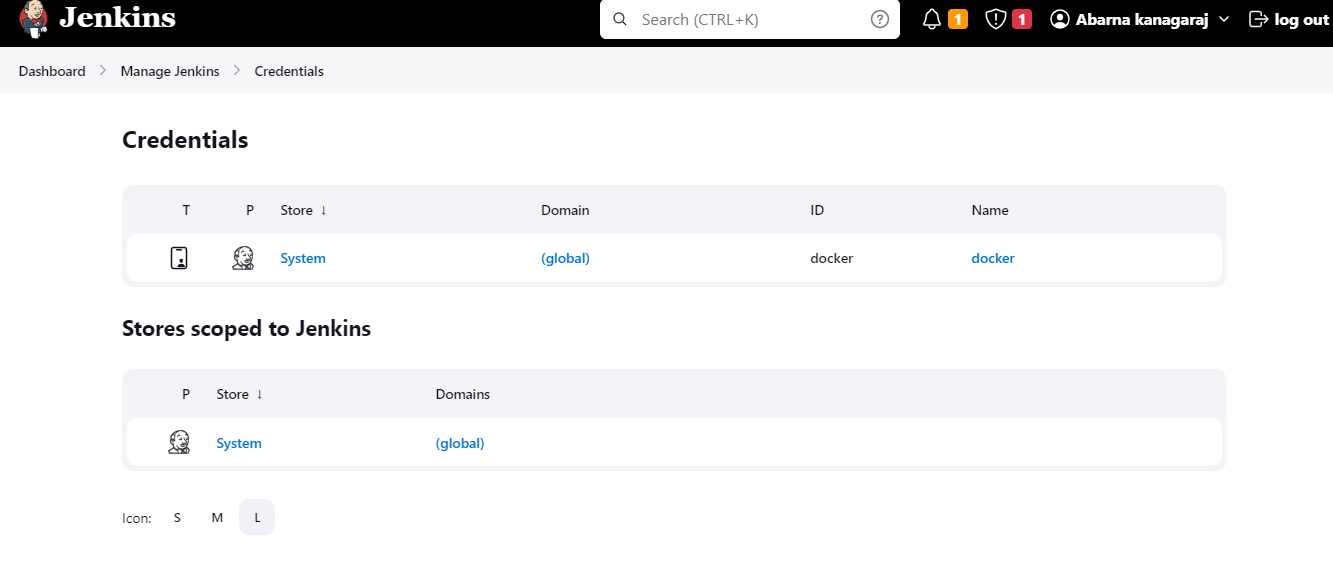 Jenkins Search (CTRL+K) ? 1 1 Abarna kanagaraj log out
Dashboard Manage Jenkins Credentials
Credentials
T P Store ↓ Domain ID Name
System (global) docker docker
Stores scoped to Jenkins
P Store ↓ Domains
System (global)
Icon: S M L